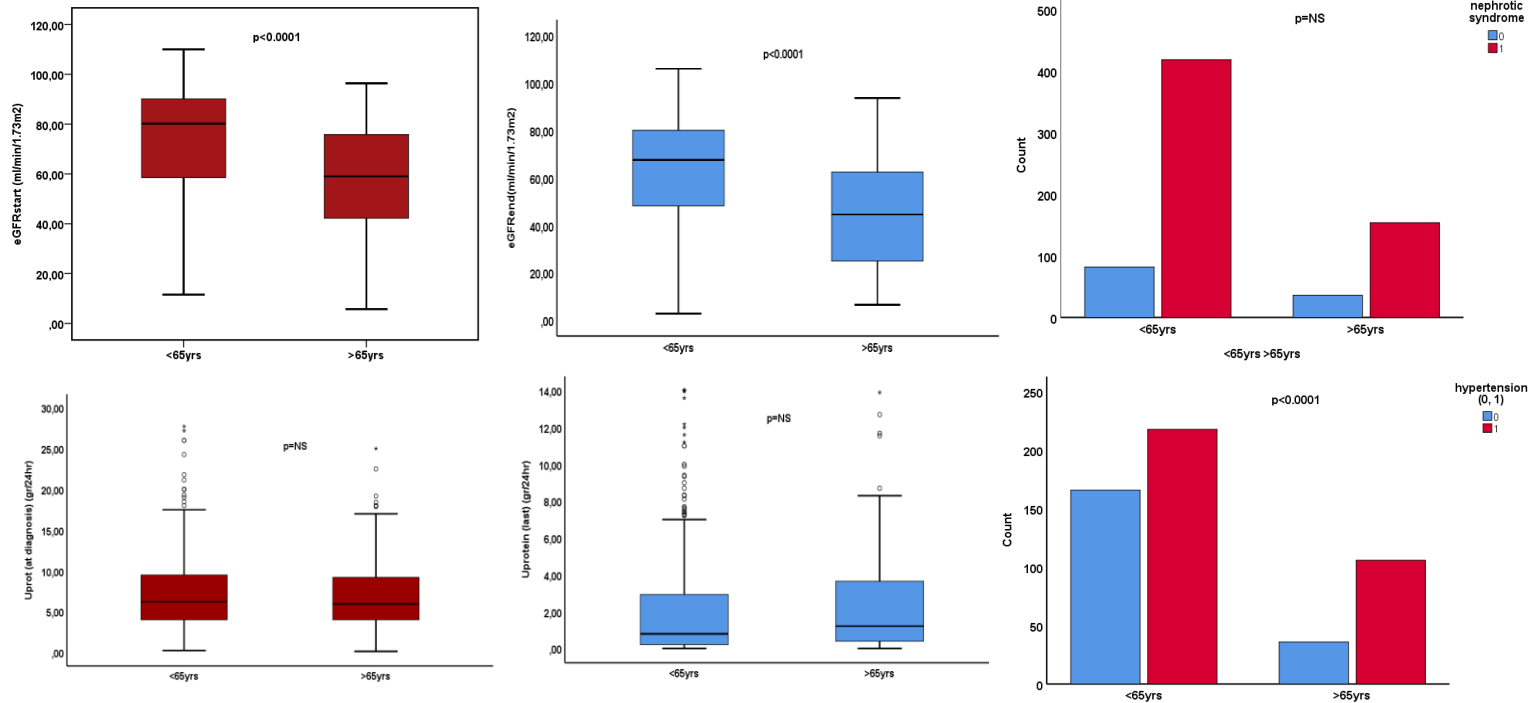 120,00
100,00
80,00
60,00
40,00
20,00
,00
eGFRstart (ml/min/1.73m2)
p<0.0001
<65yrs
>65yrs
120,00
100,00
80,00
60,00
40,00
20,00
,00
eGFRend(ml/min/1.73m2)
p<0.0001
<65yrs
>65yrs
500
400
300
200
100
0
Count
p=NS
nephrotic
syndrome
0
1
<65yrs
>65yrs
<65yrs >65yrs
30,00
25,00
20,00
15,00
10,00
5,00
,00
Uprot (at diagnosis) (gr/24hr)
p=NS
<65yrs
>65yrs
14,00
12,00
10,00
8,00
6,00
4,00
2,00
,00
Uprotein (last) (gr/24hr)
p=NS
<65yrs
>65yrs
250
200
150
100
50
0
Count
p<0.0001
hypertension
(0, 1)
0
1
<65yrs
>65yrs